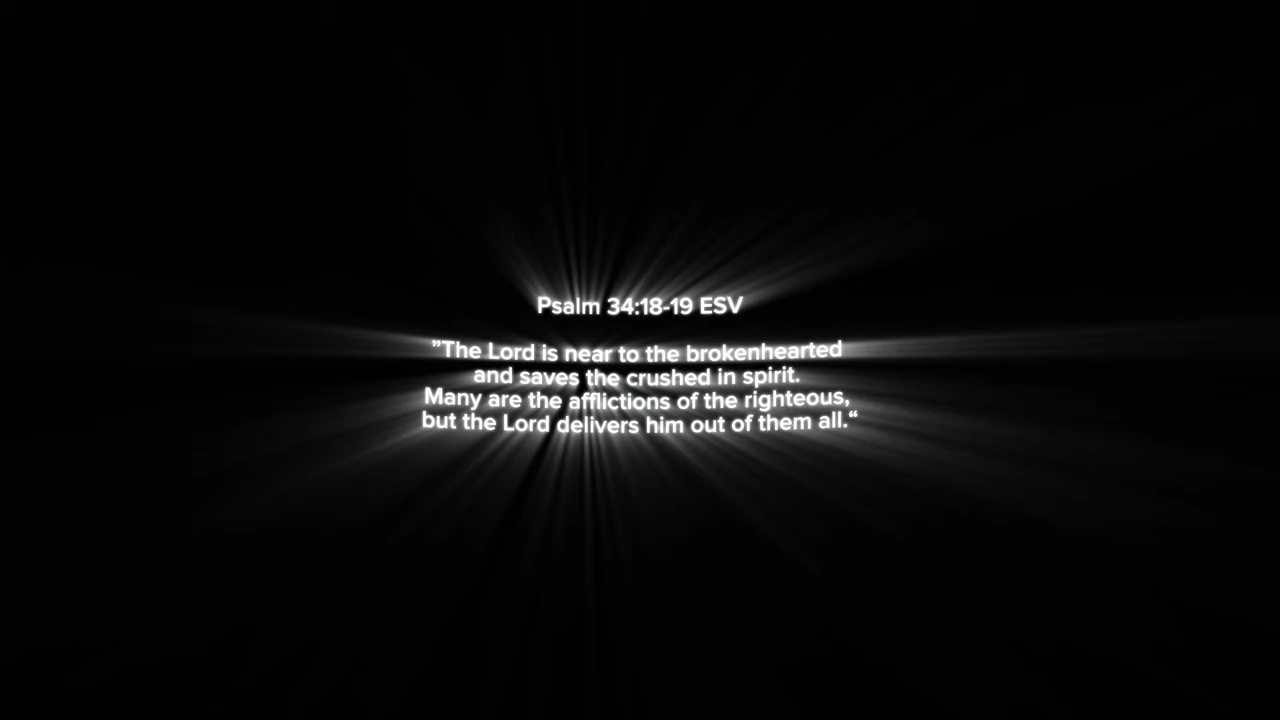 Psalm 34:18-19 ESV
”The Lord is near to the brokenhearted
and saves the crushed in spirit.
Many are the afflictions of the righteous,
but the Lord delivers him out of them all.“